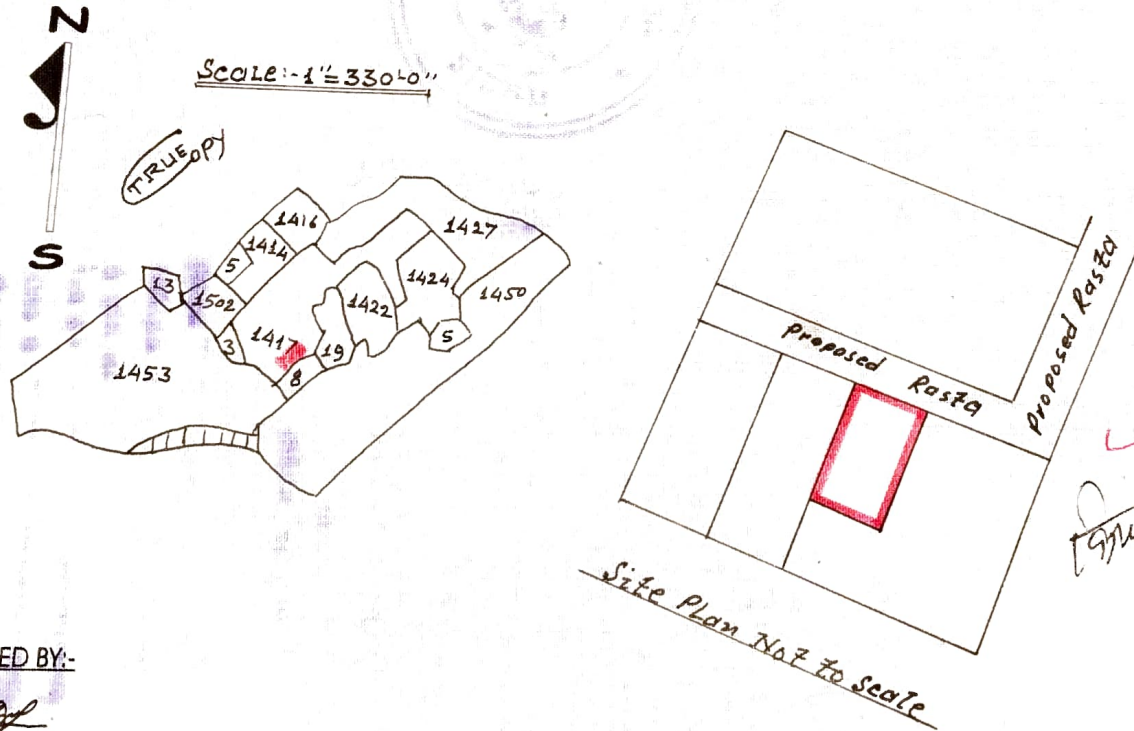 N
Scale:- 1"=330'-0"
TRUE COPY
S
1416
1414
5
13
1502
1427
1424
1450
1422
5
1417
3
19
8
1453
proposed Rasta
Proposed Rasta
Site Plan Not to Scale
ED BY:-